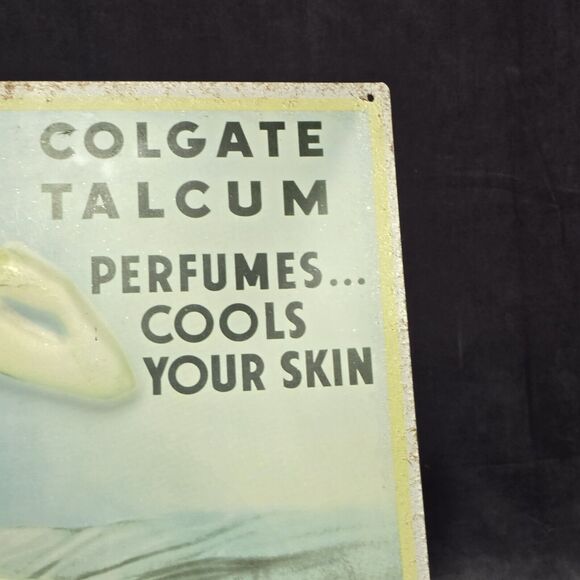 COLGATE
TALCUM
PERFUMES...
COOLS
YOUR SKIN